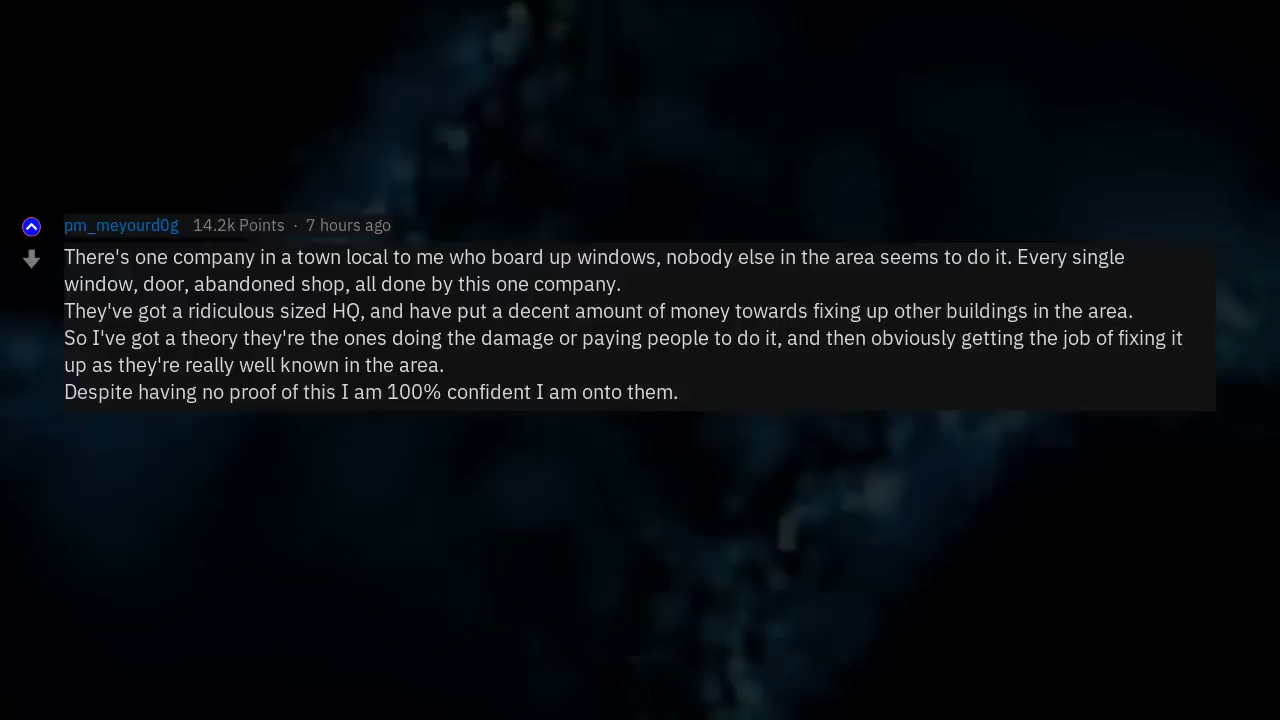 pm_meyourd0g 14.2k Points · 7 hours ago
There's one company in a town local to me who board up windows, nobody else in the area seems to do it. Every single
window, door, abandoned shop, all done by this one company.
They've got a ridiculous sized HQ, and have put a decent amount of money towards fixing up other buildings in the area.
So I've got a theory they're the ones doing the damage or paying people to do it, and then obviously getting the job of fixing it
up as they're really well known in the area.
Despite having no proof of this I am 100% confident I am onto them.